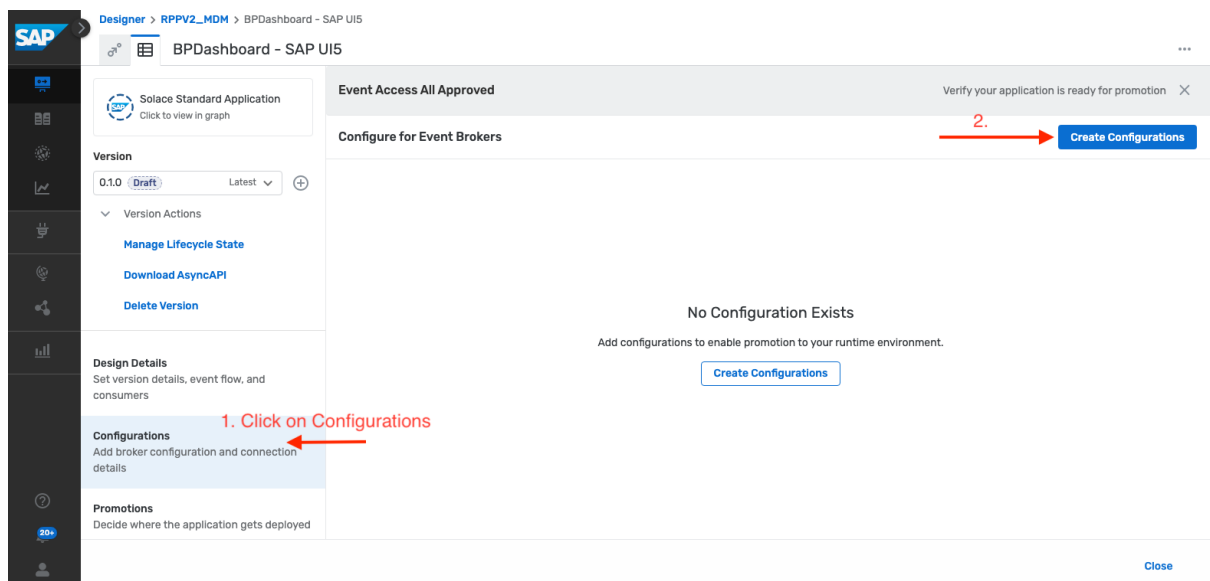 SAP
Designer > RPPV2_MDM > BPDashboard - SAP UI5
BPDashboard - SAP UI5
SAP
Solace Standard Application
Click to view in graph
Version
0.1.0 Draft Latest
Version Actions
Manage Lifecycle State
Download AsyncAPI
Delete Version
Design Details
Set version details, event flow, and
consumers
1. Click on Configurations
Configurations
Add broker configuration and connection
details
Promotions
Decide where the application gets deployed
20+
Event Access All Approved
Verify your application is ready for promotion
Configure for Event Brokers
2.
Create Configurations
No Configuration Exists
Add configurations to enable promotion to your runtime environment.
Create Configurations
Close